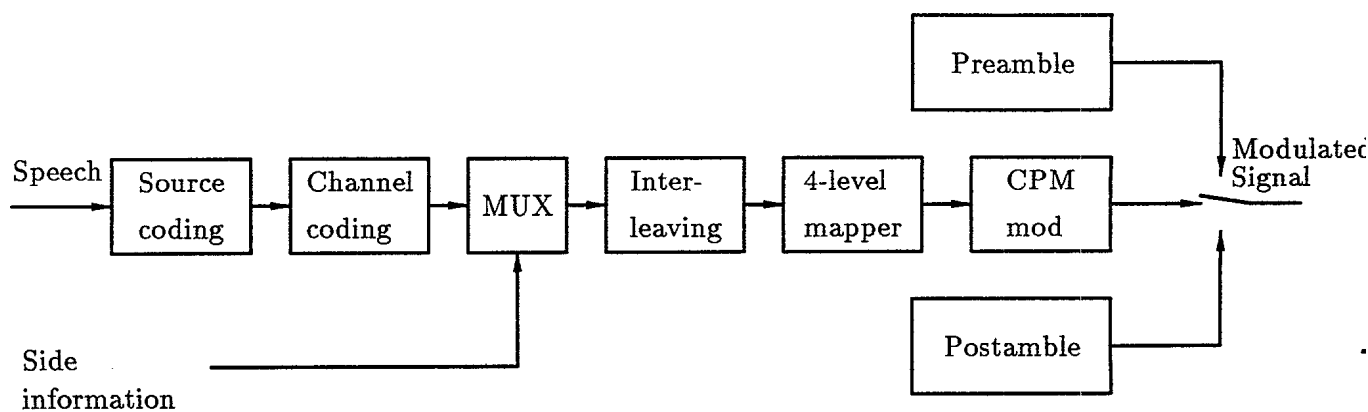 Preamble
Speech
Source
coding
Channel
coding
MUX
Inter-
leaving
4-level
mapper
CPM
mod
Modulated
Signal
Postamble
Side
information